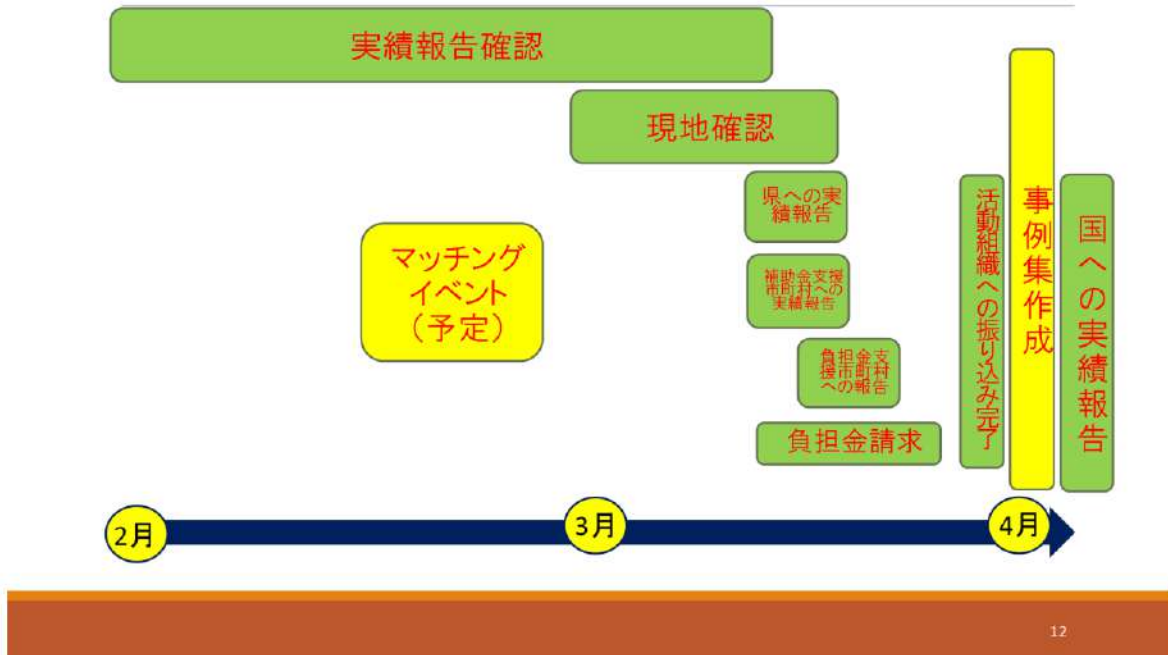 実績報告確認
現地確認
県への実
績報告
マッチング
イベント
（予定）
補助金支援
市町村への
実績報告
負担金支
援市町村
への報告
負担金請求
活動組織への振り込み完了
事例集作成
国への実績報告
2月
3月
4月
12